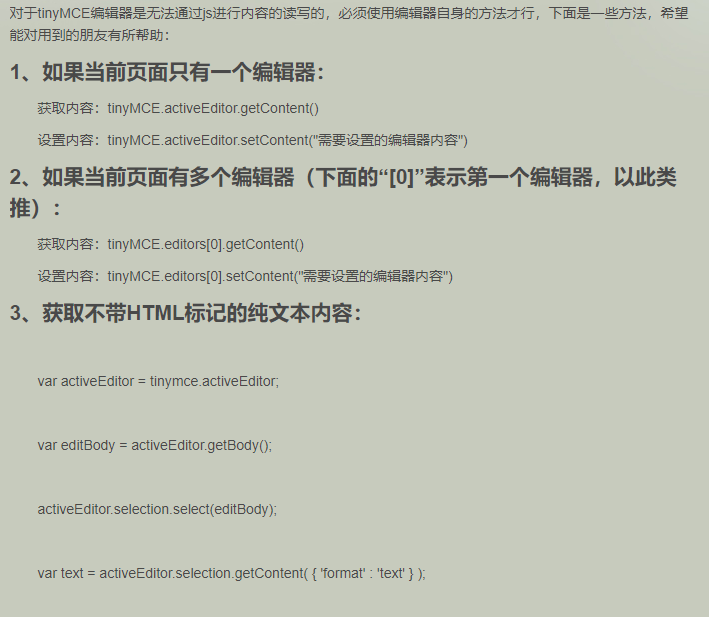 对于tinyMCE编辑器是无法通过js进行内容的读写的，必须使用编辑器自身的方法才行，下面是一些方法，希望
能对用到的朋友有所帮助：
1、如果当前页面只有一个编辑器：
获取内容：tinyMCE.activeEditor.getContent()
设置内容：tinyMCE.activeEditor.setContent("需要设置的编辑器内容")
2、如果当前页面有多个编辑器（下面的“[0]”表示第一个编辑器，以此类
推）：
获取内容：tinyMCE.editors[0].getContent()
设置内容：tinyMCE.editors[0].setContent("需要设置的编辑器内容")
3、获取不带HTML标记的纯文本内容：
var activeEditor = tinymce.activeEditor;
var editBody = activeEditor.getBody();
activeEditor.selection.select(editBody);
var text = activeEditor.selection.getContent( { 'format' : 'text' } );